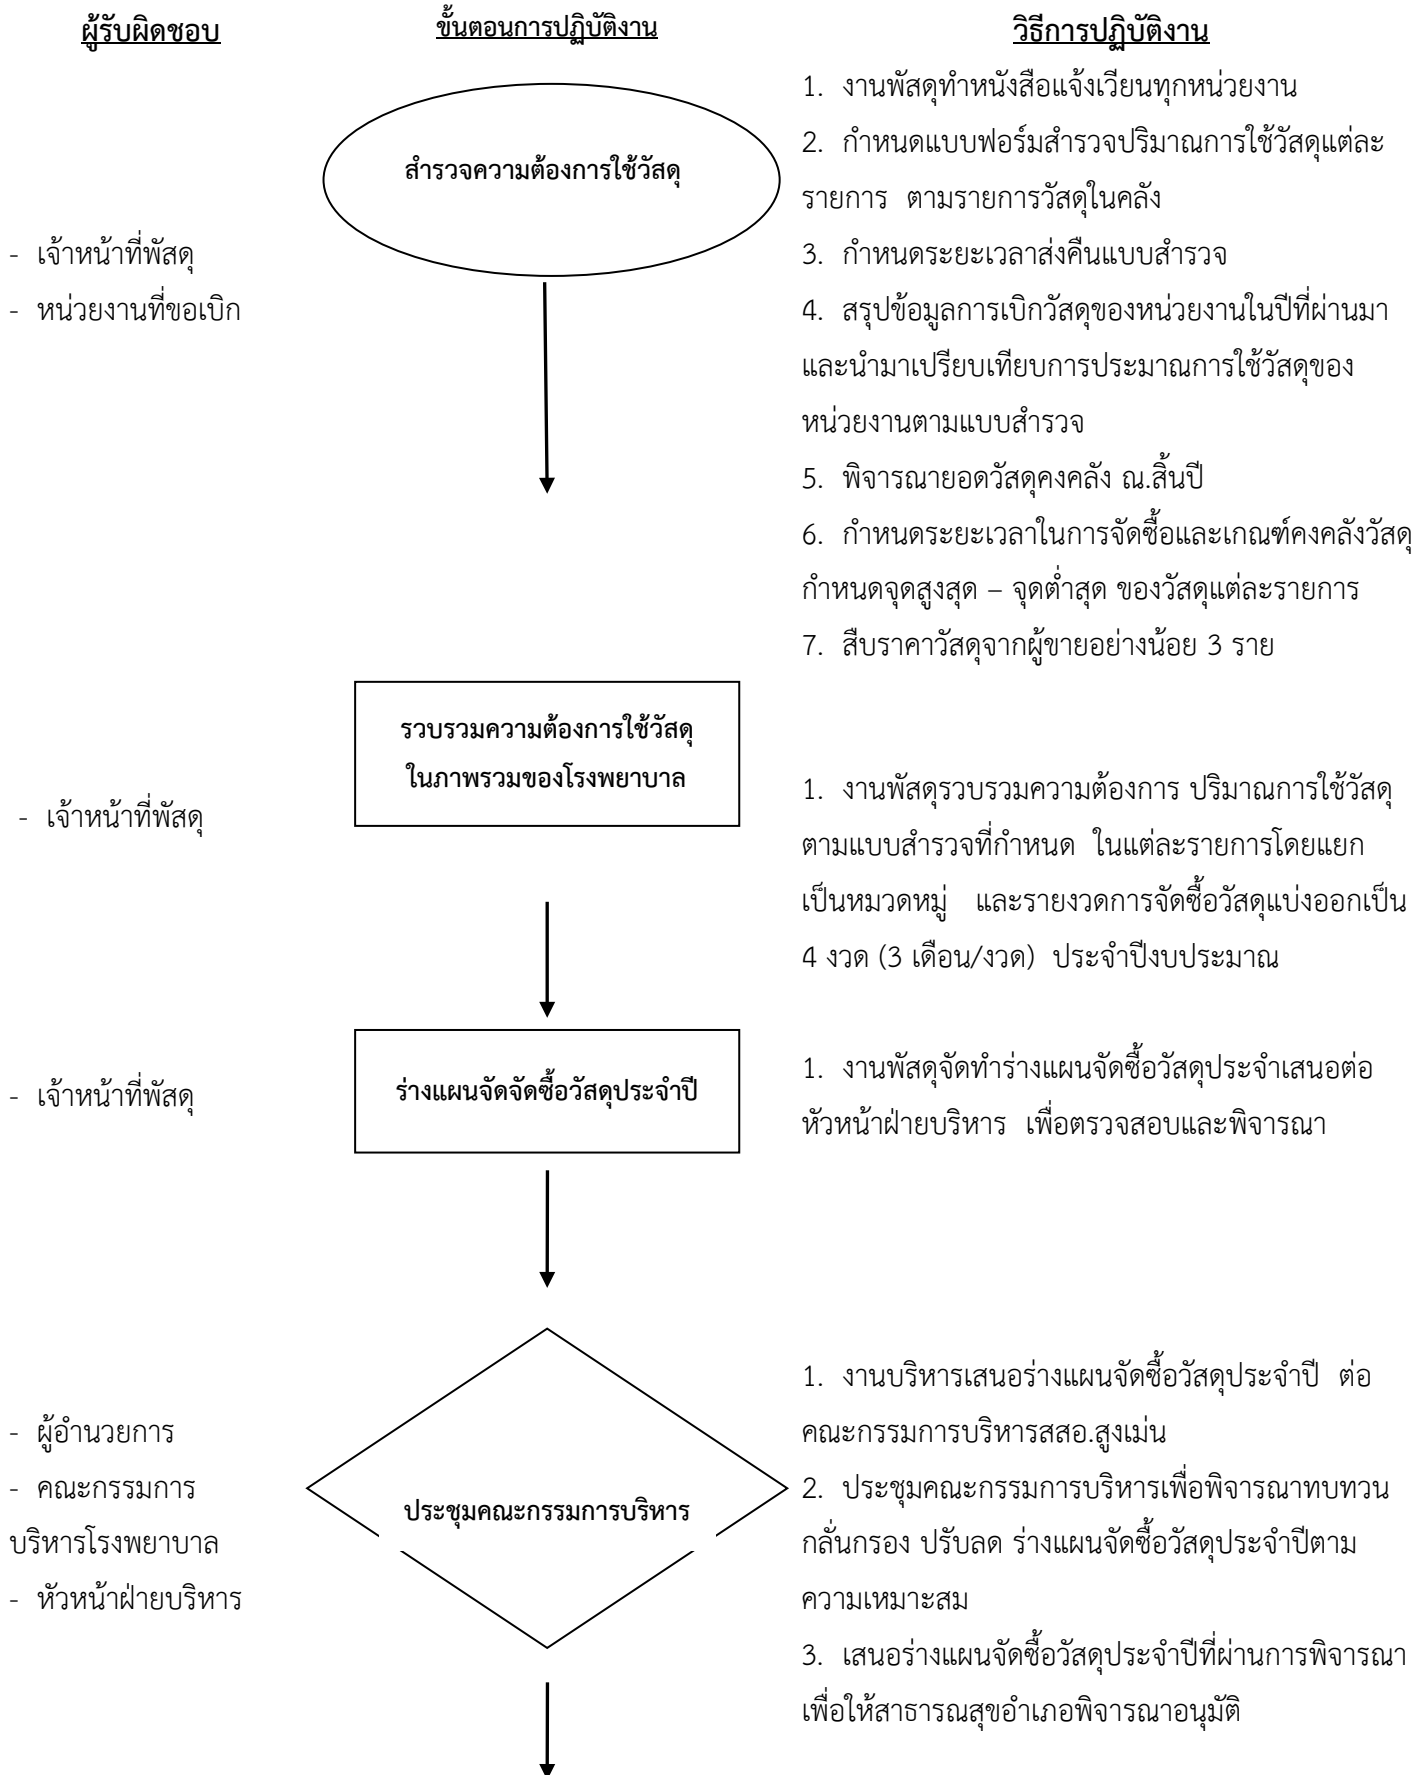 ผู้รับผิดชอบ
ขั้นตอนการปฏิบัติงาน
วิธีการปฏิบัติงาน
สำรวจความต้องการใช้วัสดุ
- เจ้าหน้าที่พัสดุ
- หน่วยงานที่ขอเบิก
1. งานพัสดุทำหนังสือแจ้งเวียนทุกหน่วยงาน
2. กำหนดแบบฟอร์มสำรวจปริมาณการใช้วัสดุแต่ละ
รายการ ตามรายการวัสดุในคลัง
3. กำหนดระยะเวลาส่งคืนแบบสำรวจ
4. สรุปข้อมูลการเบิกวัสดุของหน่วยงานในปีที่ผ่านมา
และนำมาเปรียบเทียบการประมาณการใช้วัสดุของ
หน่วยงานตามแบบสำรวจ
5. พิจารณายอดวัสดุคงคลัง ณ.สิ้นปี
6. กำหนดระยะเวลาในการจัดซื้อและเกณฑ์คงคลังวัสดุ
กำหนดจุดสูงสุด – จุดต่ำสุด ของวัสดุแต่ละรายการ
7. สืบราคาวัสดุจากผู้ขายอย่างน้อย 3 ราย
รวบรวมความต้องการใช้วัสดุ
ในภาพรวมของโรงพยาบาล
- เจ้าหน้าที่พัสดุ
1. งานพัสดุรวบรวมความต้องการ ปริมาณการใช้วัสดุ
ตามแบบสำรวจที่กำหนด ในแต่ละรายการโดยแยก
เป็นหมวดหมู่ และรายงวดการจัดซื้อวัสดุแบ่งออกเป็น
4 งวด (3 เดือน/งวด) ประจำปีงบประมาณ
- เจ้าหน้าที่พัสดุ
ร่างแผนจัดจัดซื้อวัสดุประจำปี
1. งานพัสดุจัดทำร่างแผนจัดซื้อวัสดุประจำเสนอต่อ
หัวหน้าฝ่ายบริหาร เพื่อตรวจสอบและพิจารณา
- ผู้อำนวยการ
- คณะกรรมการ
บริหารโรงพยาบาล
- หัวหน้าฝ่ายบริหาร
ประชุมคณะกรรมการบริหาร
1. งานบริหารเสนอร่างแผนจัดซื้อวัสดุประจำปี ต่อ
คณะกรรมการบริหารสสอ.สูงเม่น
2. ประชุมคณะกรรมการบริหารเพื่อพิจารณาทบทวน
กลั่นกรอง ปรับลด ร่างแผนจัดซื้อวัสดุประจำปีตาม
ความเหมาะสม
3. เสนอร่างแผนจัดซื้อวัสดุประจำปีที่ผ่านการพิจารณา
เพื่อให้สาธารณสุขอำเภอพิจารณาอนุมัติ